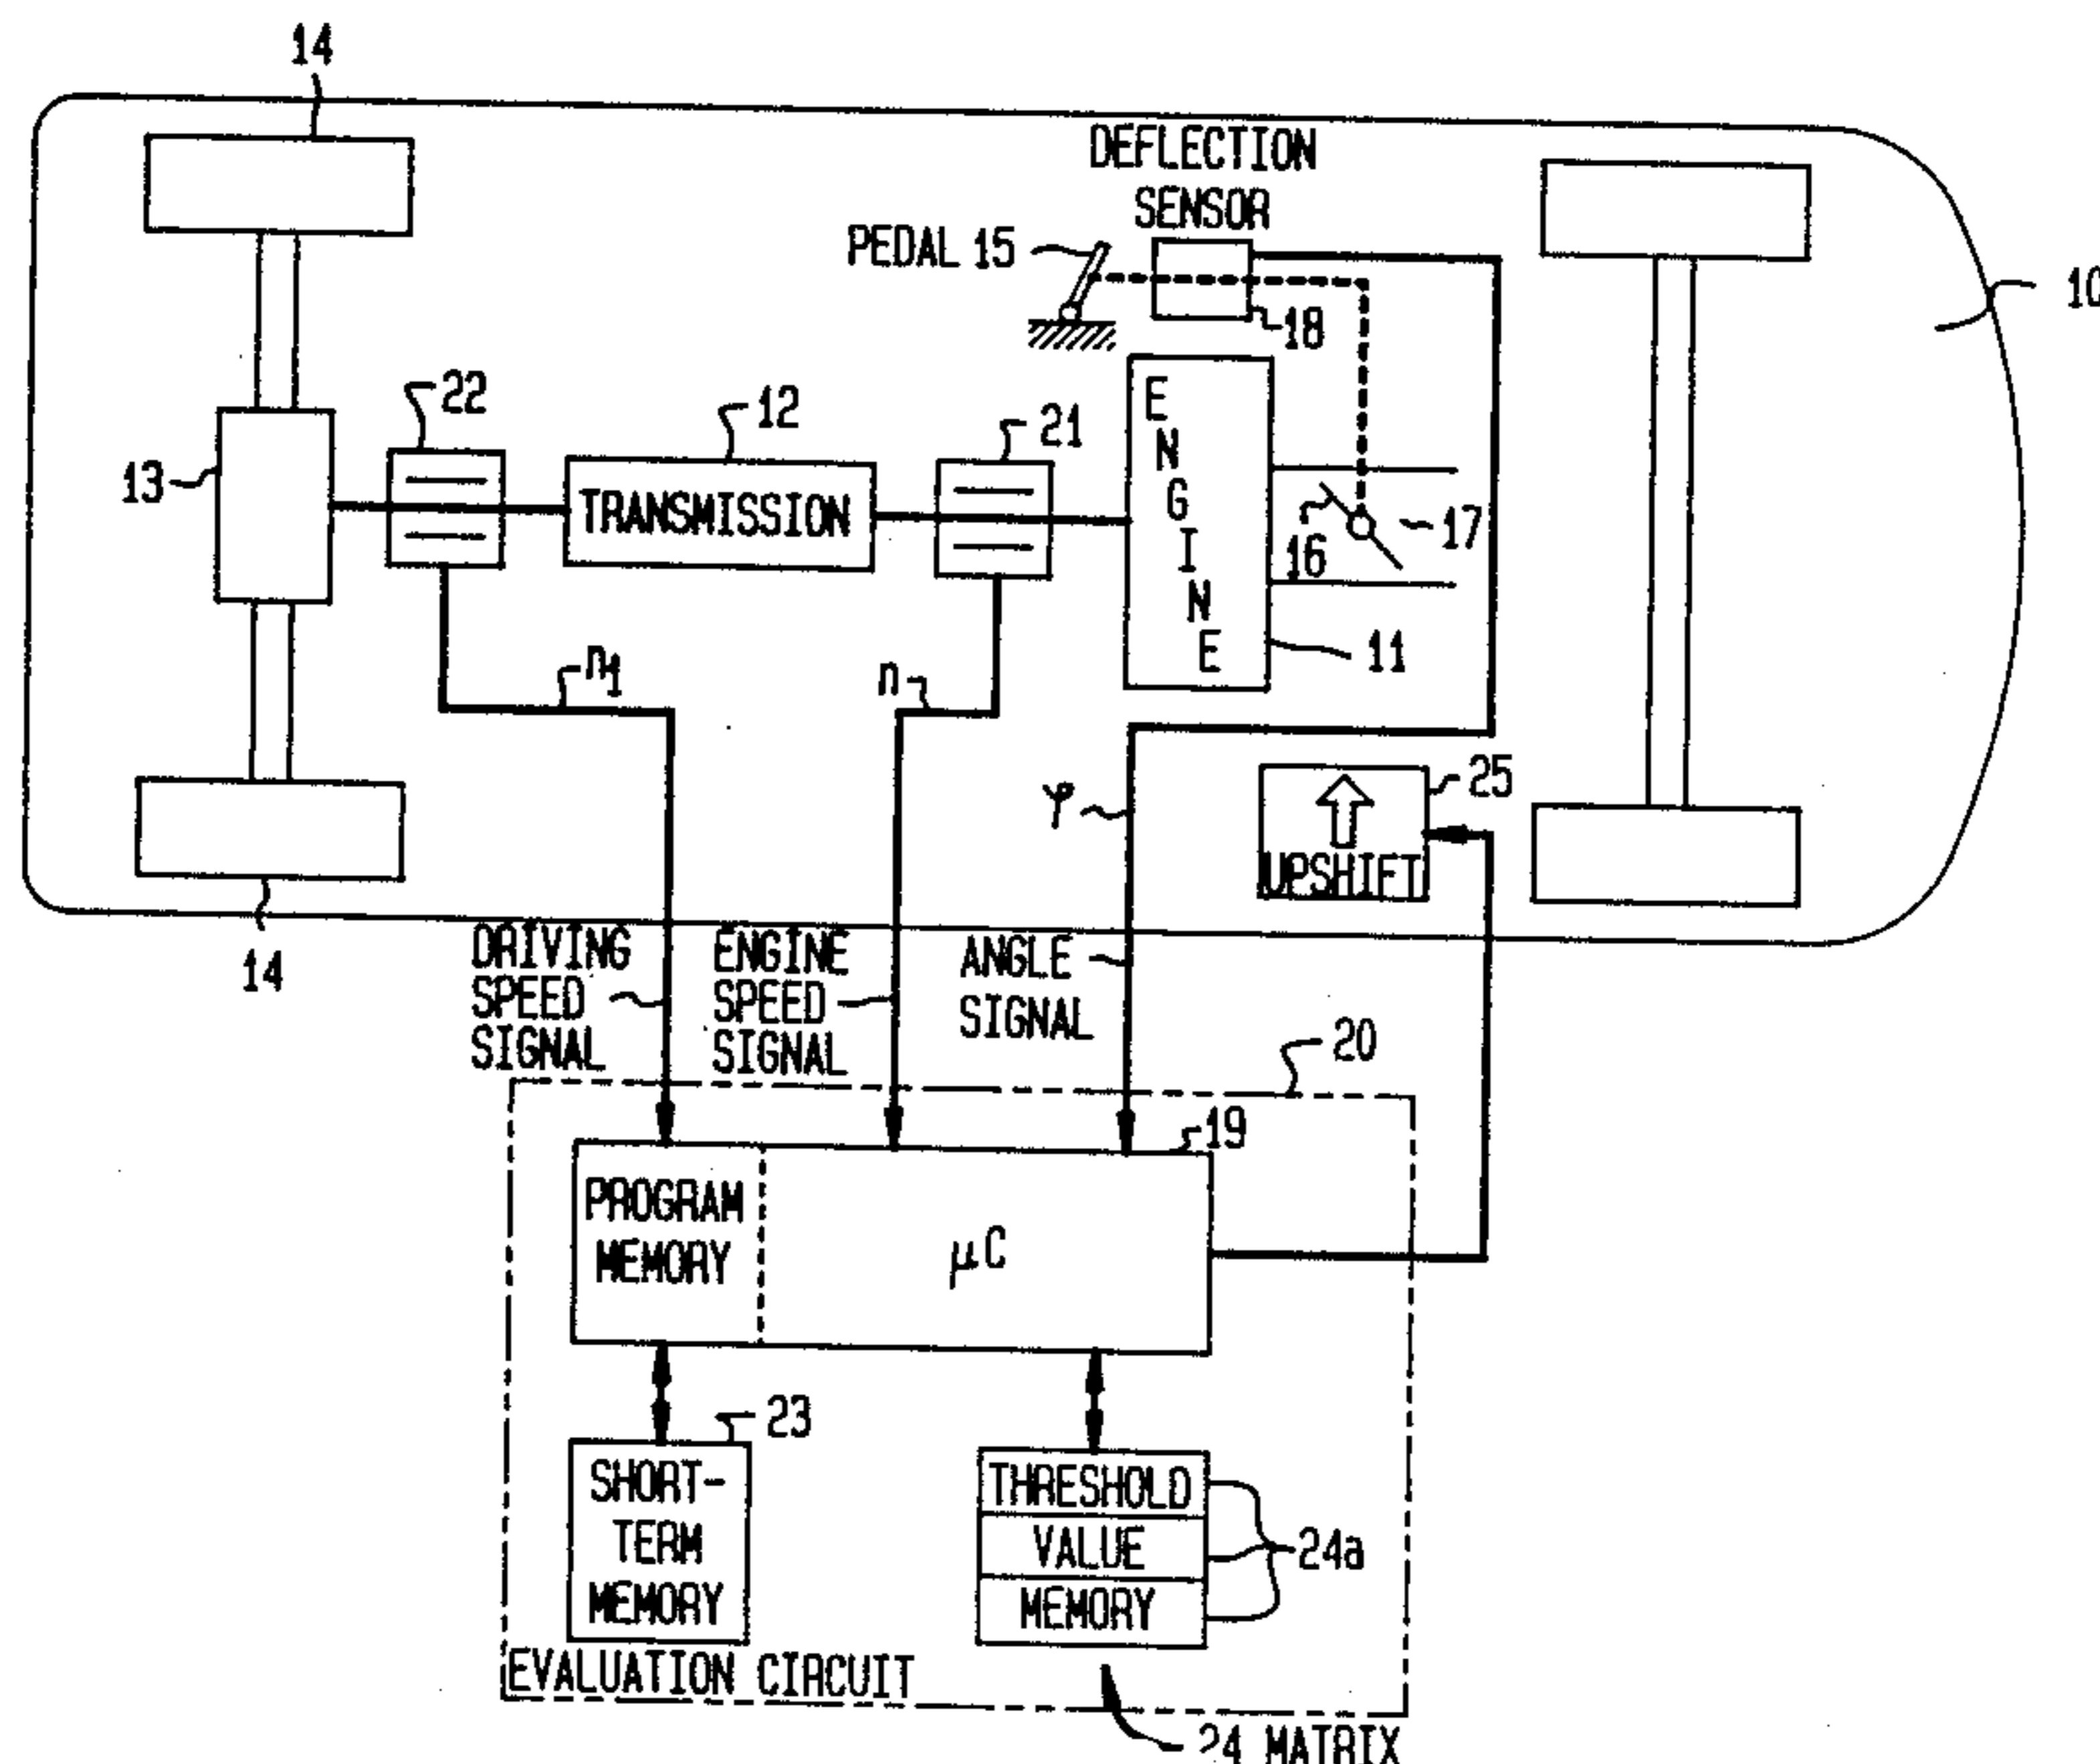 14
DEFLECTION
SENSOR
PEDAL 15
10
18
22
12
21
13
TRANSMISSION
ENGINE
16
17
11
n1
n
φ
25
UPSHIFT
14
DRIVING
SPEED
SIGNAL
ENGINE
SPEED
SIGNAL
ANGLE
SIGNAL
20
19
PROGRAM
MEMORY
µC
23
SHORT-
TERM
MEMORY
THRESHOLD
VALUE
MEMORY
24a
EVALUATION CIRCUIT
24 MATRIX